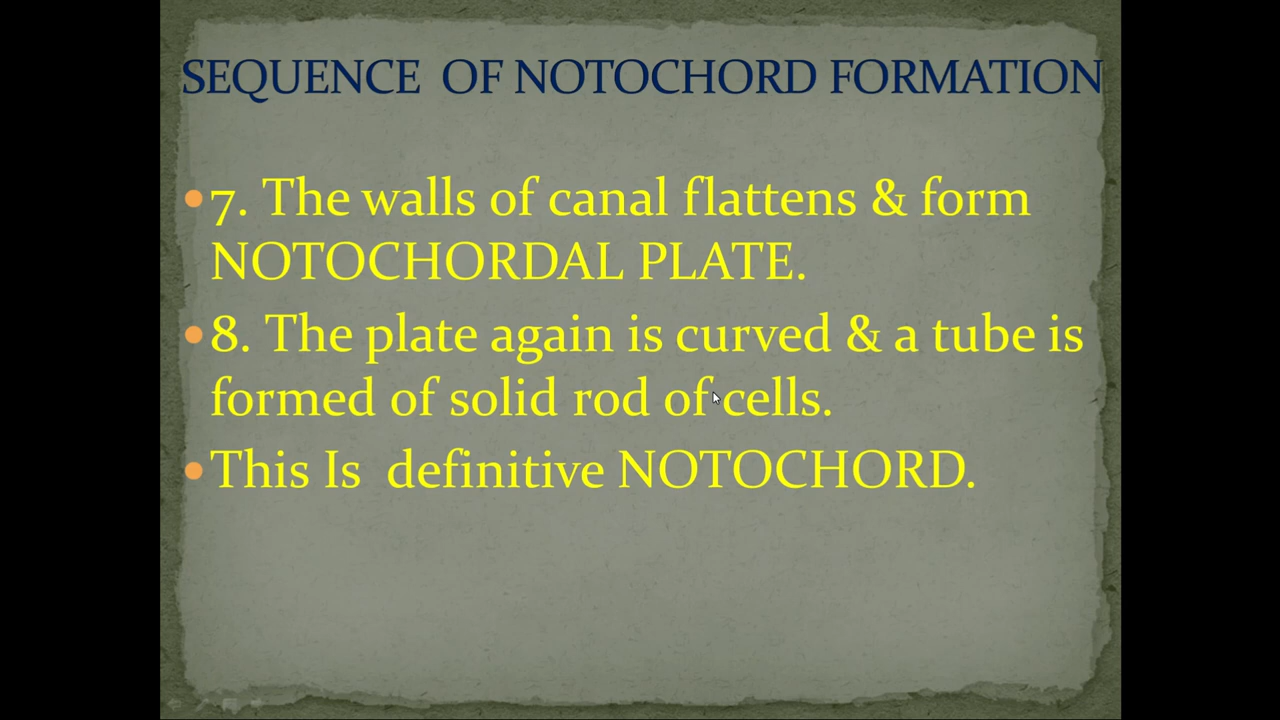 SEQUENCE OF NOTOCHORD FORMATION
•7. The walls of canal flattens & form
NOTOCHORDAL PLATE.
•8. The plate again is curved & a tube is
formed of solid rod of cells.
•This Is definitive NOTOCHORD.